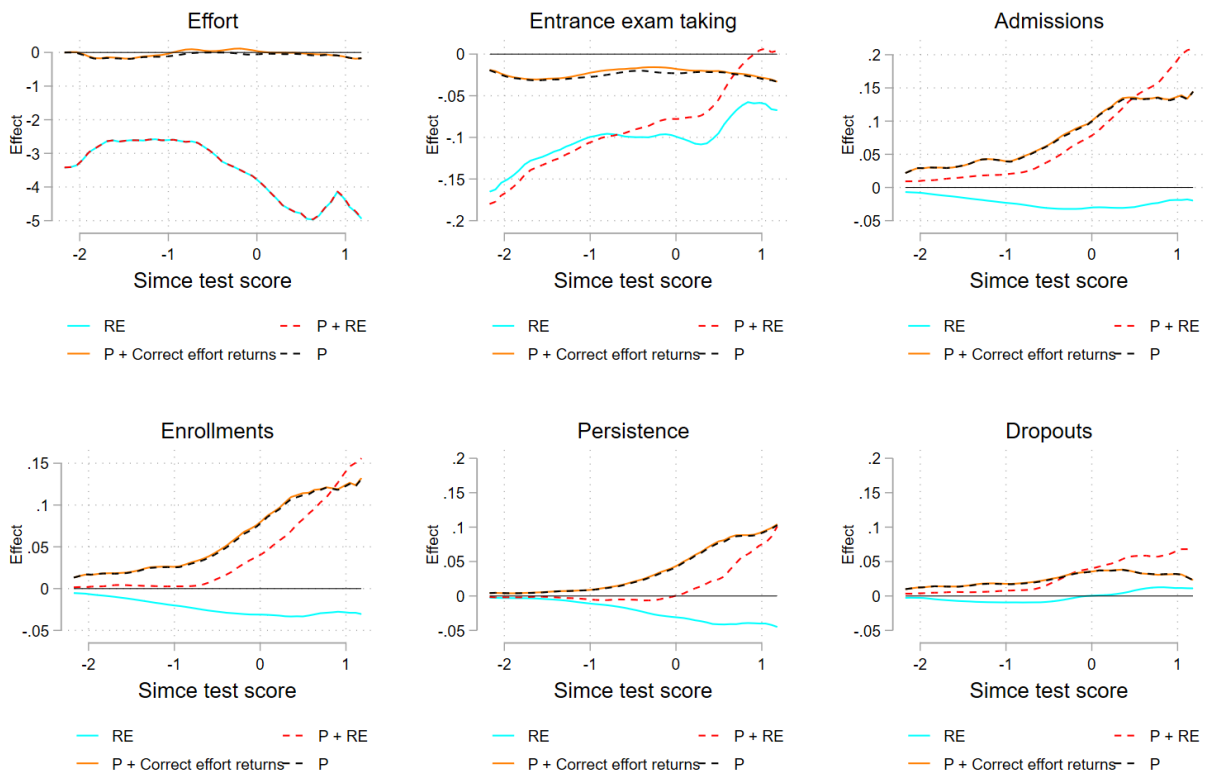 Effort
Entrance exam taking
Admissions
0
-1
-2
-3
-4
-5
Effect
-2
-1
0
1
Simce test score
0
-.05
-.1
-.15
-.2
Effect
-2
-1
0
1
Simce test score
.2
.15
.1
.05
0
-.05
Effect
-2
-1
0
1
Simce test score
RE
P + RE
P + Correct effort returns
P
RE
P + RE
P + Correct effort returns
P
RE
P + RE
P + Correct effort returns
P
Enrollments
Persistence
Dropouts
.15
.1
.05
0
-.05
Effect
-2
-1
0
1
Simce test score
.2
.15
.1
.05
0
-.05
Effect
-2
-1
0
1
Simce test score
.2
.15
.1
.05
0
-.05
Effect
-2
-1
0
1
Simce test score
RE
P + RE
P + Correct effort returns
P
RE
P + RE
P + Correct effort returns
P
RE
P + RE
P + Correct effort returns
P